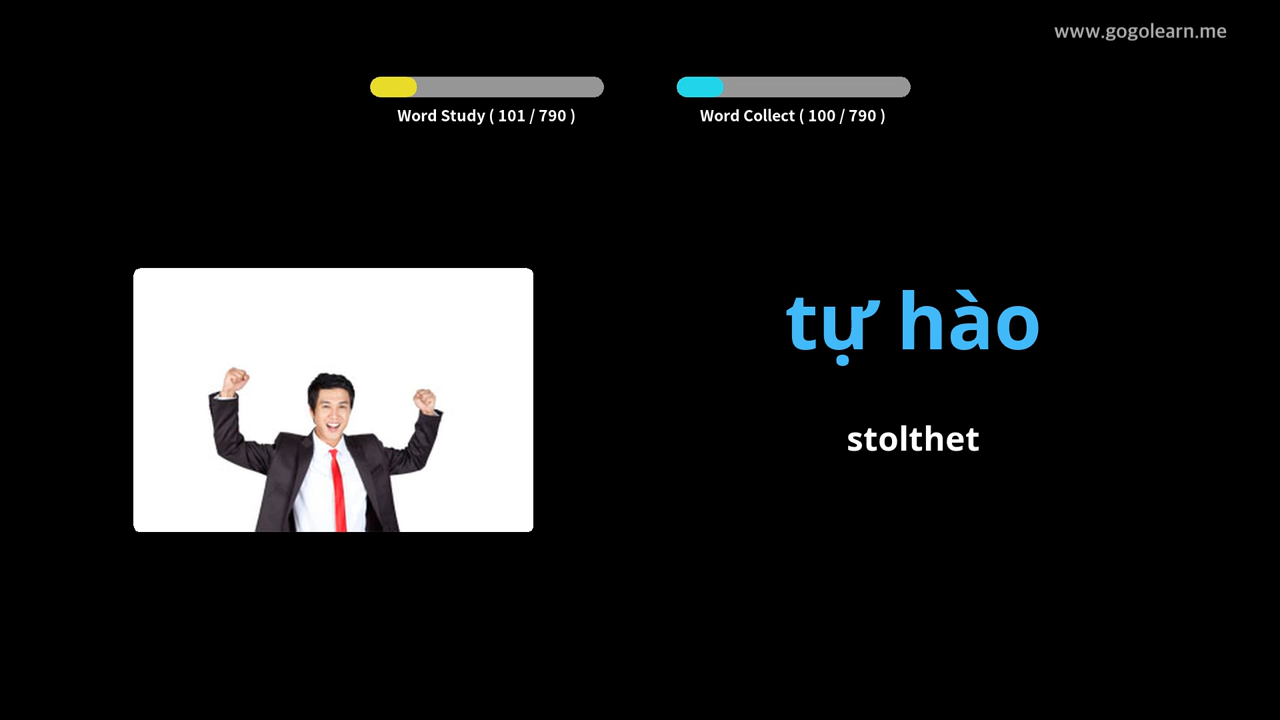 www.gogolearn.me
Word Study ( 101 / 790 )
Word Collect ( 100 / 790 )
tự hào
stolthet